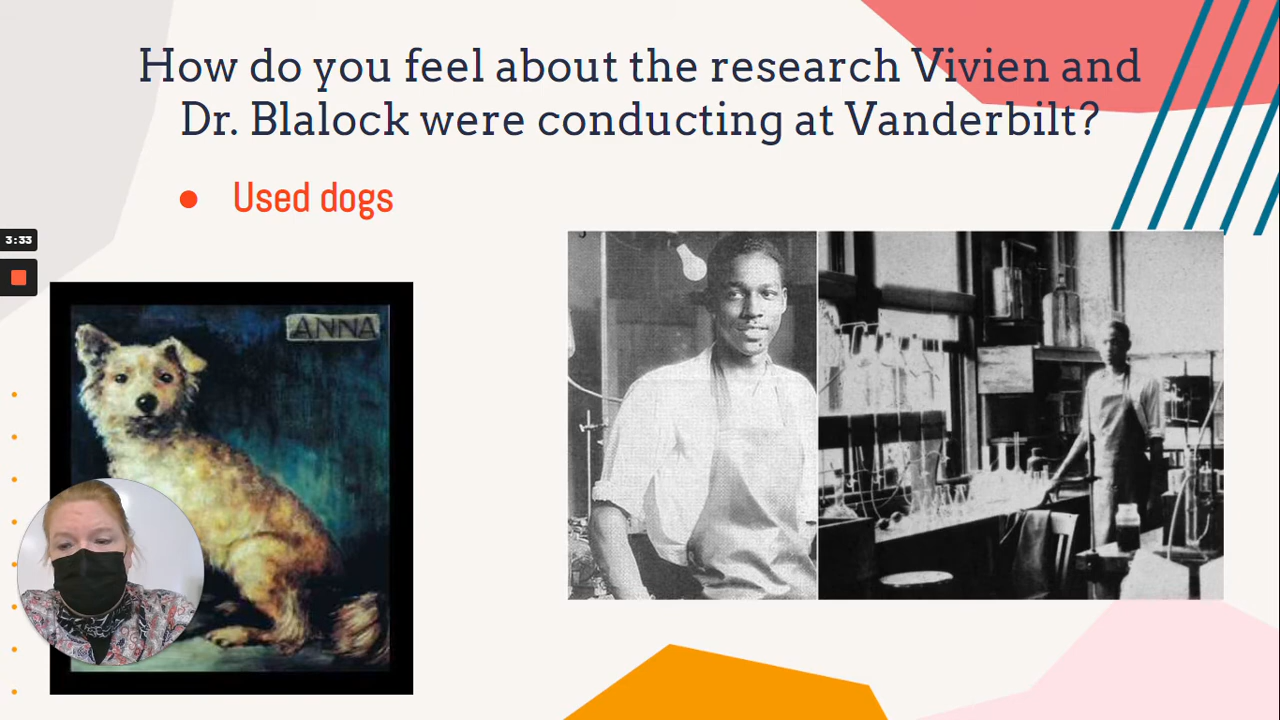 How do you feel about the research Vivien and
Dr. Blalock were conducting at Vanderbilt?
● Used dogs
3:33
ANNA